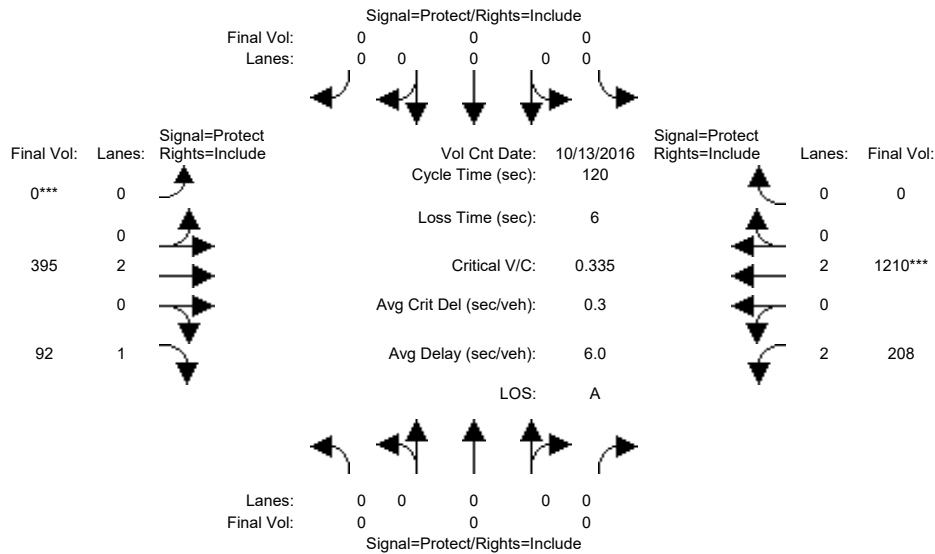 Signal=Protect/Rights=Include
Final Vol: 0 0 0
Lanes: 0 0 0 0 0
Signal=Protect Signal=Protect
Final Vol: Lanes: Rights=Include Vol Cnt Date: 10/13/2016 Rights=Include Lanes: Final Vol:
Cycle Time (sec): 120
0*** 0 0 0
Loss Time (sec): 6
0 0
395 2 Critical V/C: 0.335 2 1210***
0 Avg Crit Del (sec/veh): 0.3 0
92 1 Avg Delay (sec/veh): 6.0 2 208
LOS: A
Lanes: 0 0 0 0 0
Final Vol: 0 0 0
Signal=Protect/Rights=Include